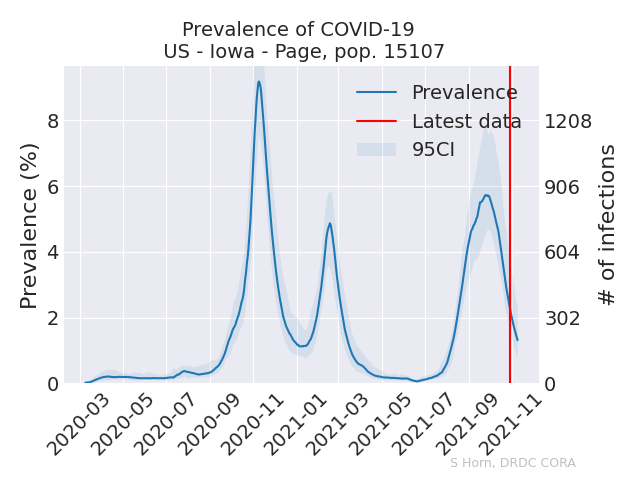 Prevalence of COVID-19
US - Iowa - Page, pop. 15107
Prevalence
Latest data
95CI
Prevalence (%)
8
6
4
2
0
1208
906
604
302
0
# of infections
2020-03
2020-05
2020-07
2020-09
2020-11
2021-01
2021-03
2021-05
2021-07
2021-09
2021-11
S Horn, DRDC CORA